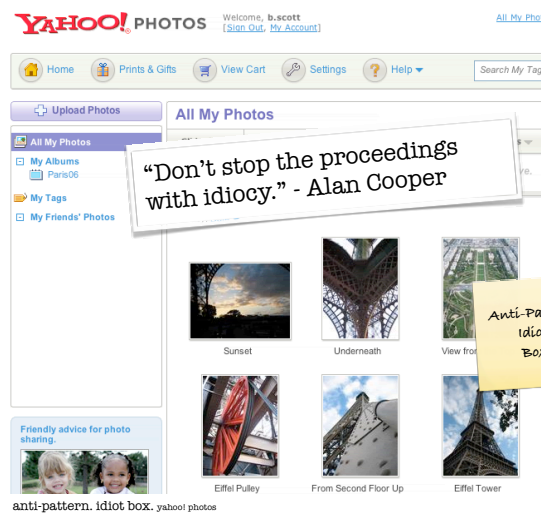 YAHOO! PHOTOS
Welcome, b.scott
[Sign Out, My Account]
All My Pho
Home
Prints & Gifts
View Cart
Settings
Help
Search My Tag
Upload Photos
All My Photos
All My Photos
My Albums
Paris06
My Tags
My Friends' Photos
“Don't stop the proceedings
with idiocy.” - Alan Cooper
Sunset
Underneath
View from
Anti-Pa
Idio
Box
Eiffel Pulley
From Second Floor Up
Eiffel Tower
Friendly advice for photo
sharing.
anti-pattern. idiot box. yahoo! photos